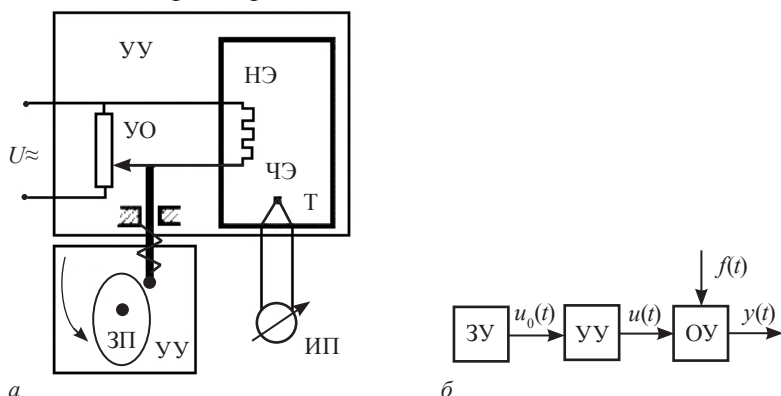 УУ
НЭ
УО
U≈
ЧЭ
Т
ЗП
УУ
ИП
а
f(t)
ЗУ u₀(t) УУ u(t) ОУ y(t)
б